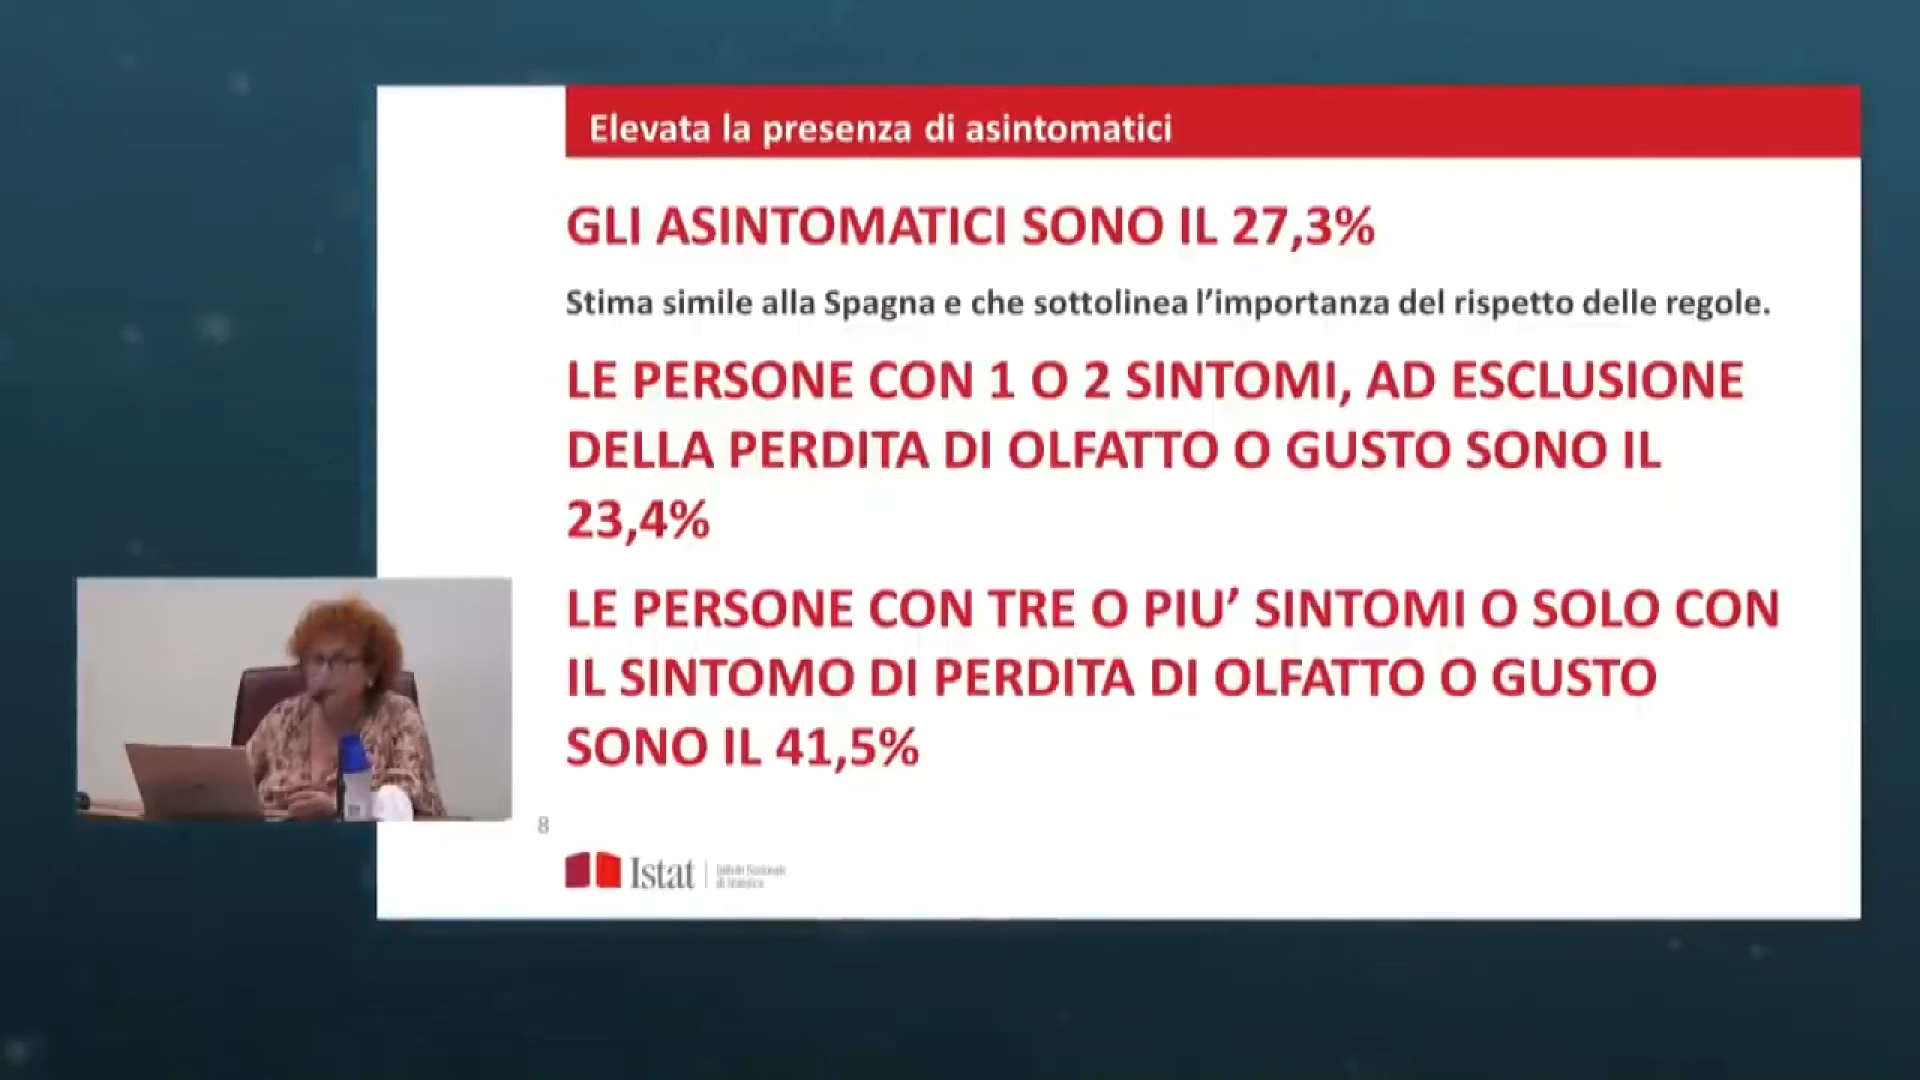 Elevata la presenza di asintomatici
GLI ASINTOMATICI SONO IL 27,3%
Stima simile alla Spagna e che sottolinea l’importanza del rispetto delle regole.
LE PERSONE CON 1 O 2 SINTOMI, AD ESCLUSIONE
DELLA PERDITA DI OLFATTO O GUSTO SONO IL
23,4%
LE PERSONE CON TRE O PIU’ SINTOMI O SOLO CON
IL SINTOMO DI PERDITA DI OLFATTO O GUSTO
SONO IL 41,5%
8
Istat